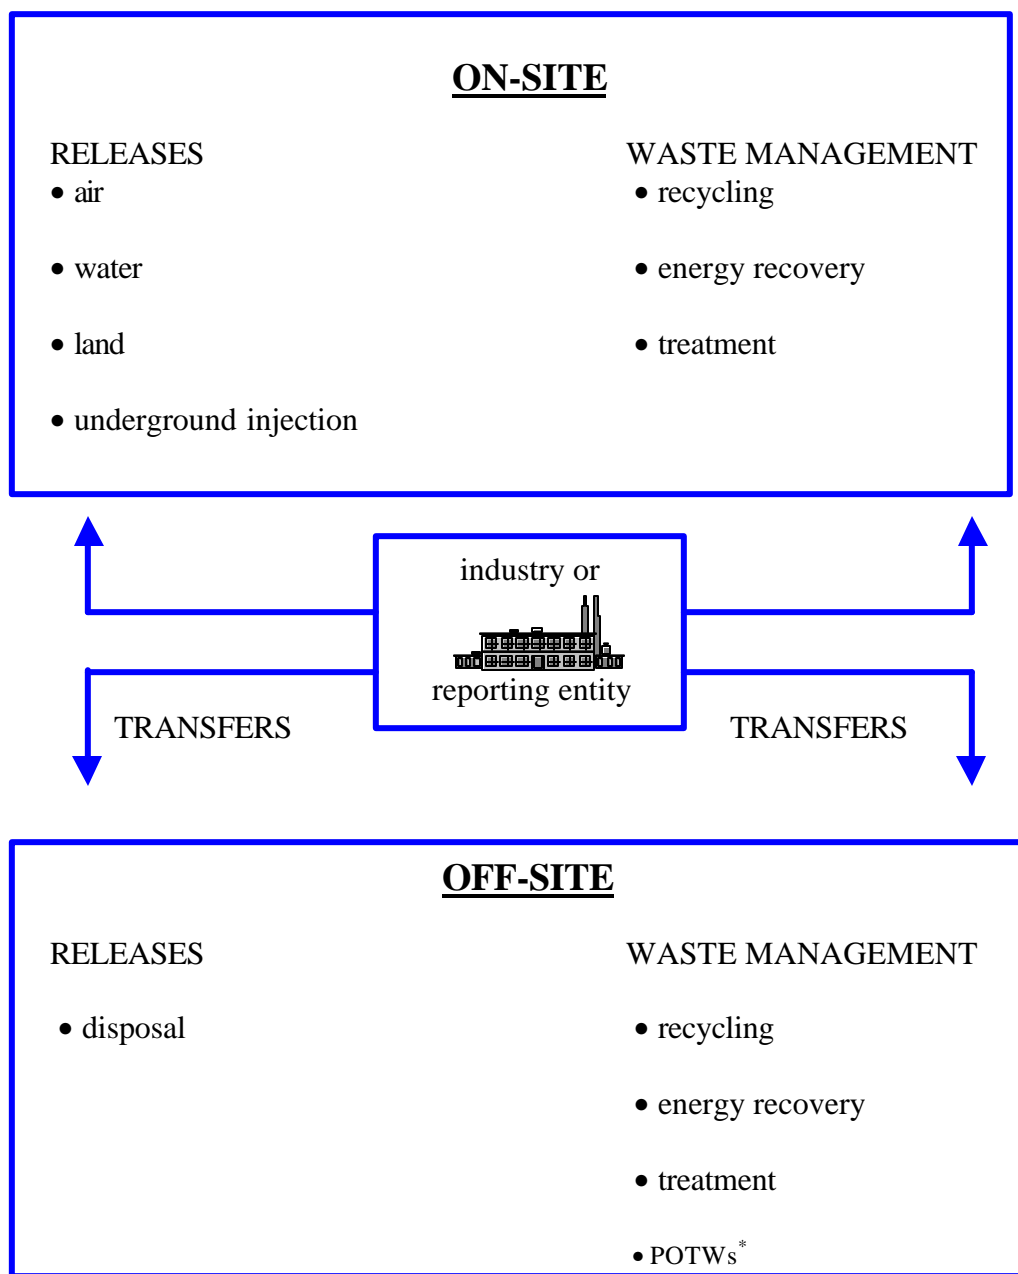 ON-SITE
RELEASES
• air
• water
• land
• underground injection
WASTE MANAGEMENT
• recycling
• energy recovery
• treatment
industry or
reporting entity
TRANSFERS
TRANSFERS
OFF-SITE
RELEASES
• disposal
WASTE MANAGEMENT
• recycling
• energy recovery
• treatment
• POTWs*